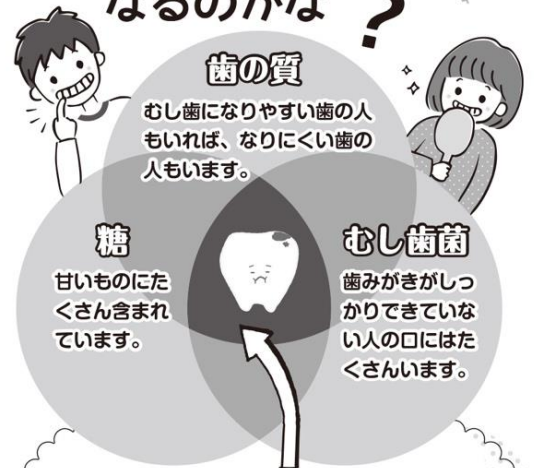 なるのかな?
歯の質
むし歯になりやすい歯の人
もいれば、なりにくい歯の
人もいます。
糖
甘いものにた
くさん含まれ
ています。
むし歯菌
歯みがきがしっ
かりできていな
い人の口にはた
くさんいます。